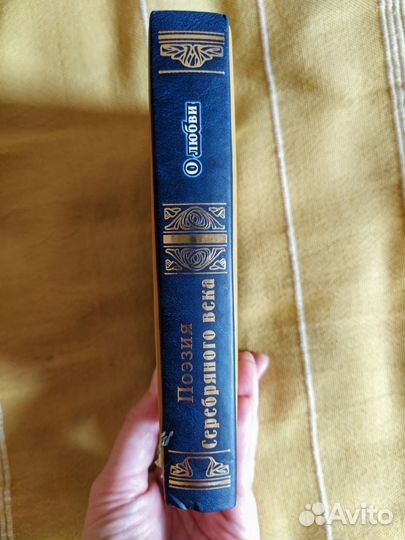 О любви
Поэзия
Серебряного века
Avito